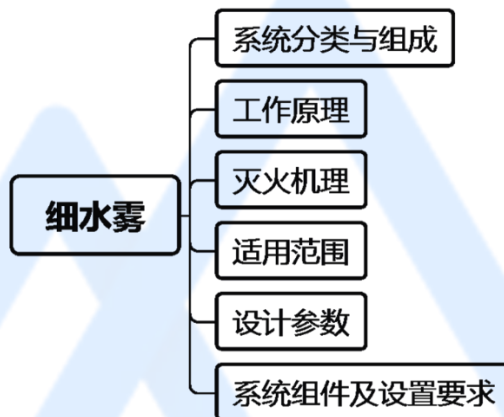 系统分类与组成
工作原理
灭火机理
细水雾
适用范围
设计参数
系统组件及设置要求